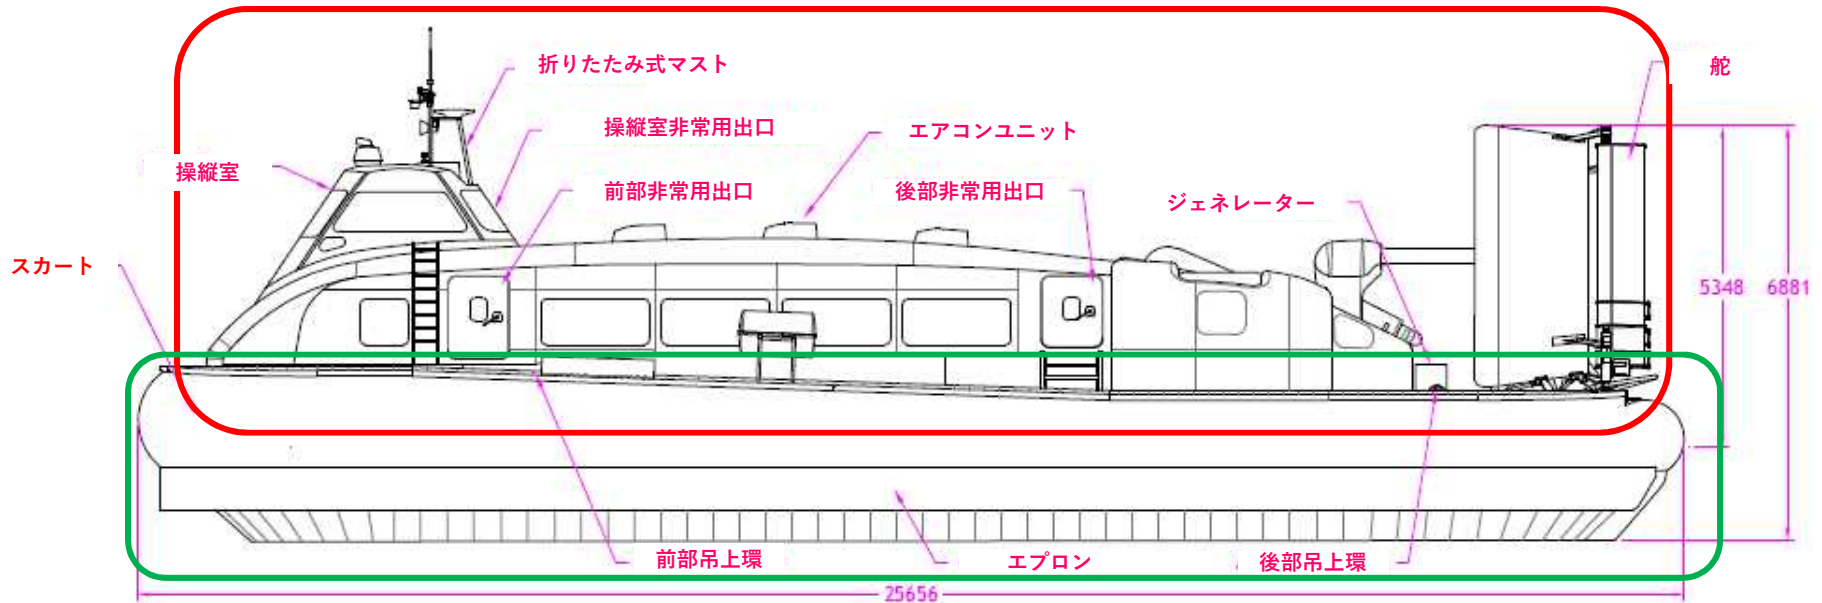 折りたたみ式マスト
舵
操縦室非常用出口
エアコンユニット
操縦室
前部非常用出口
後部非常用出口
ジェネレーター
スカート
5348
6881
前部吊上環
エプロン
後部吊上環
25656